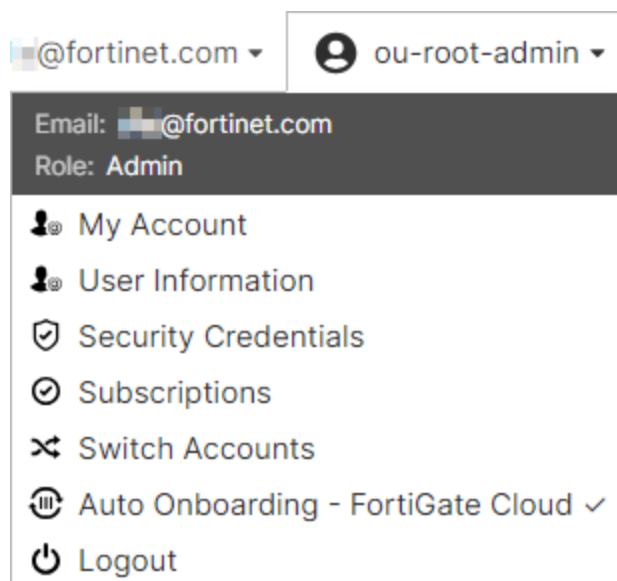 @fortinet.com ou-root-admin
Email: @fortinet.com
Role: Admin
My Account
User Information
Security Credentials
Subscriptions
Switch Accounts
Auto Onboarding - FortiGate Cloud
Logout